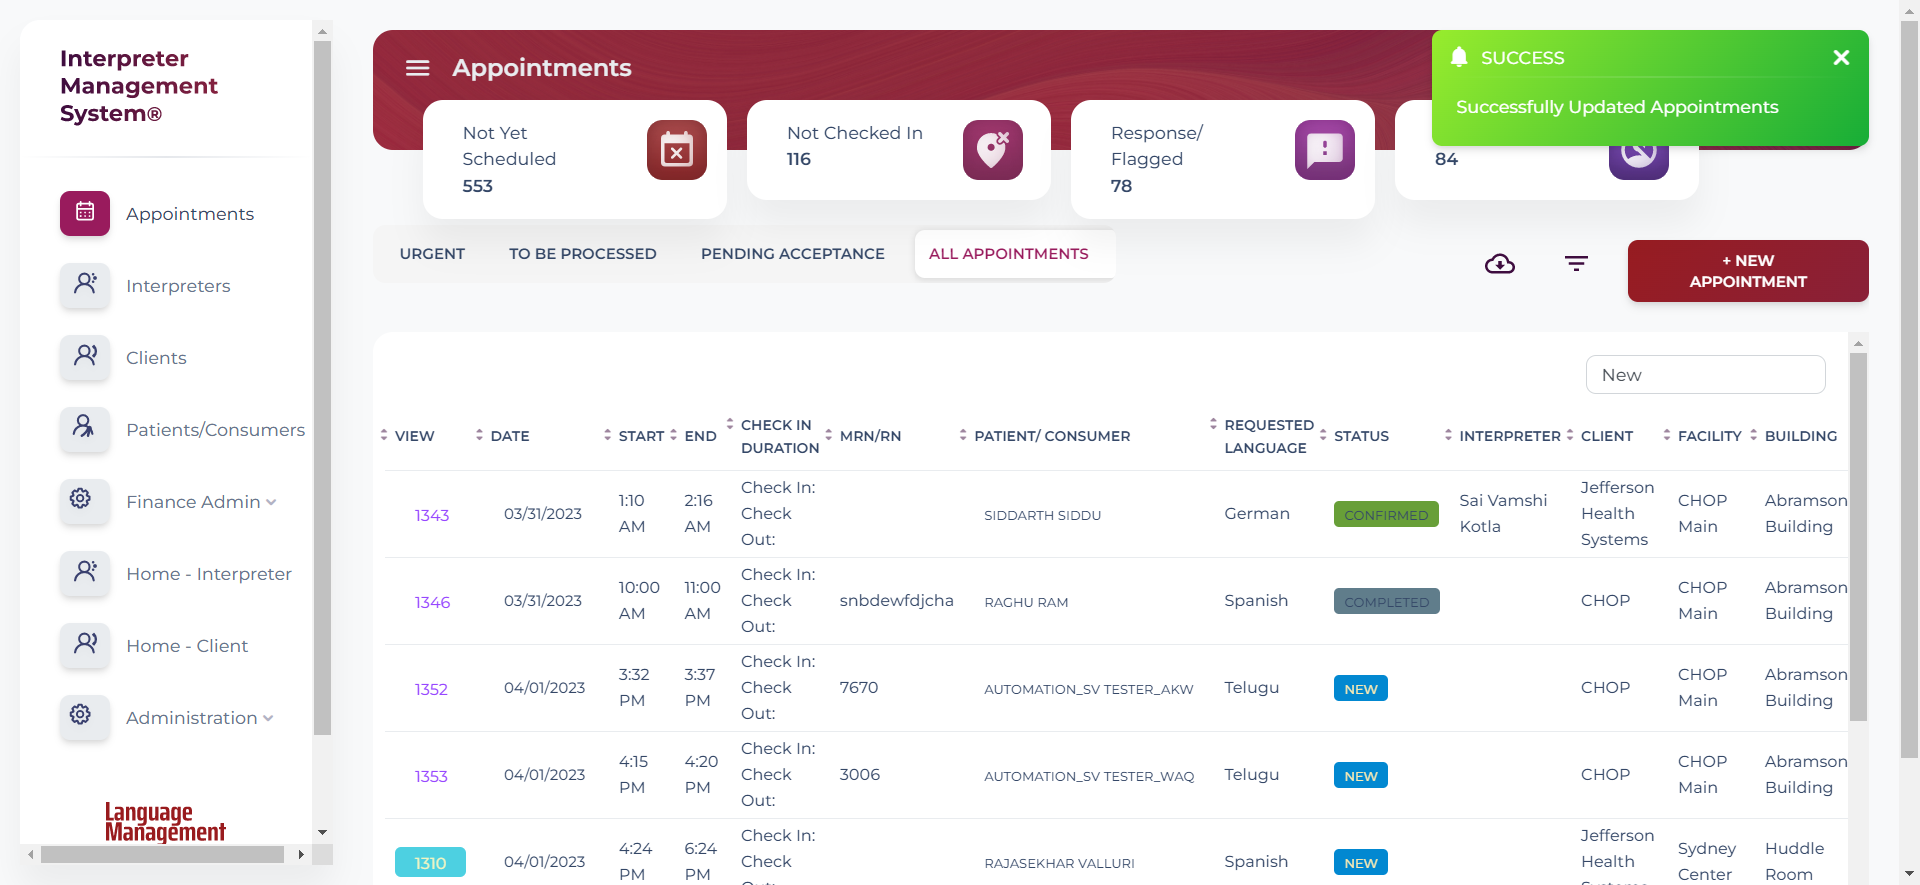 Interpreter
Management
System®
Appointments
Interpreters
Clients
Patients/Consumers
Finance Admin
Home - Interpreter
Home - Client
Administration
Language
Management
Appointments
Not Yet
Scheduled
553
Not Checked In
116
Response/
Flagged
78
84
SUCCESS
Successfully Updated Appointments
URGENT
TO BE PROCESSED
PENDING ACCEPTANCE
ALL APPOINTMENTS
+ NEW
APPOINTMENT
New
VIEW DATE START END CHECK IN DURATION MRN/RN PATIENT/ CONSUMER REQUESTED LANGUAGE STATUS INTERPRETER CLIENT FACILITY BUILDING
1343 03/31/2023 1:10 AM 2:16 AM Check In: Check Out: SIDDARTH SIDDU German CONFIRMED Sai Vamshi Kotla Jefferson Health Systems CHOP Main Abramson Building
1346 03/31/2023 10:00 AM 11:00 AM Check In: Check Out: snbdewfdjcha RAGHU RAM Spanish COMPLETED CHOP CHOP Main Abramson Building
1352 04/01/2023 3:32 PM 3:37 PM Check In: Check Out: 7670 AUTOMATION_SV TESTER_AKW Telugu NEW CHOP CHOP Main Abramson Building
1353 04/01/2023 4:15 PM 4:20 PM Check In: Check Out: 3006 AUTOMATION_SV TESTER_WAQ Telugu NEW CHOP CHOP Main Abramson Building
1310 04/01/2023 4:24 PM 6:24 PM Check In: Check RAJASEKHAR VALLURI Spanish NEW Jefferson Health Sydney Center Huddle Room